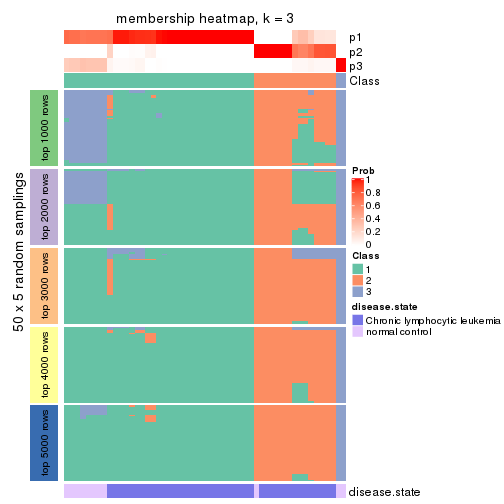 membership heatmap, k = 3
p1
p2
p3
Class
50 x 5 random samplings
top 1000 rows
top 2000 rows
top 3000 rows
top 4000 rows
top 5000 rows
Prob
1
0.8
0.6
0.4
0.2
0
Class
1
2
3
disease.state
Chronic lymphocytic leukemia
normal control
disease.state